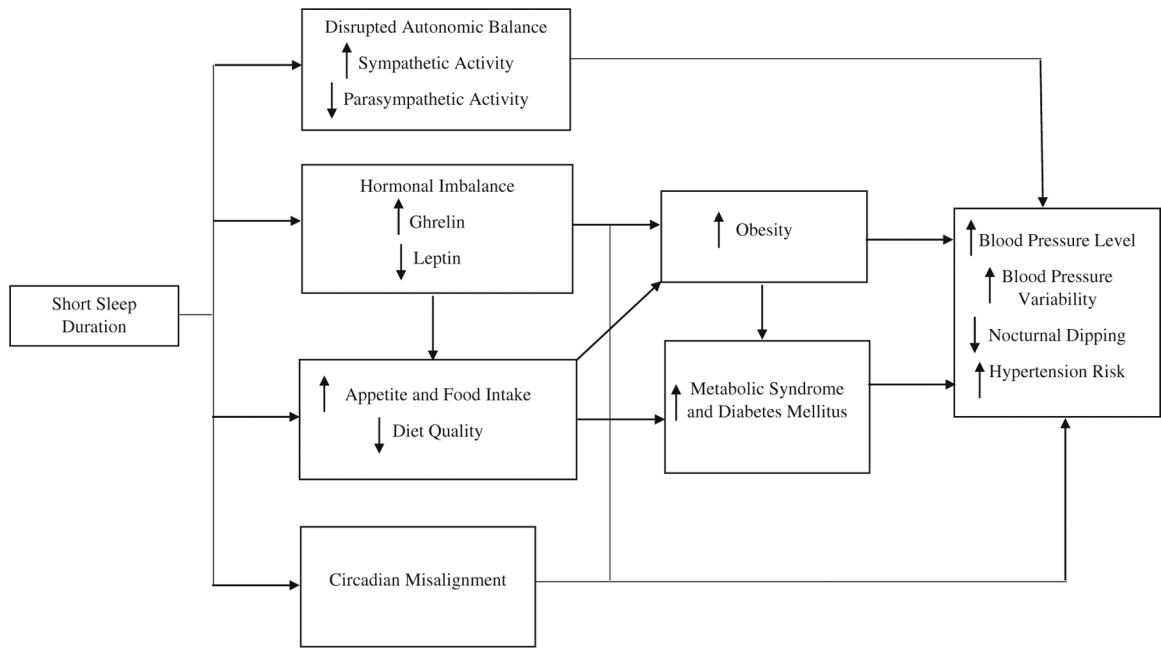 Disrupted Autonomic Balance
Sympathetic Activity
Parasympathetic Activity
Hormonal Imbalance
Ghrelin
Leptin
Obesity
Blood Pressure Level
Blood Pressure
Variability
Nocturnal Dipping
Hypertension Risk
Short Sleep
Duration
Appetite and Food Intake
Diet Quality
Metabolic Syndrome
and Diabetes Mellitus
Circadian Misalignment